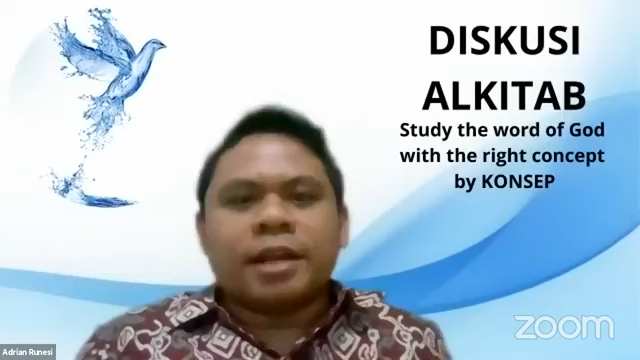 DISKUSI
ALKITAB
Study the word of God
with the right concept
by KONSEP
Adrian Runesi
zoom